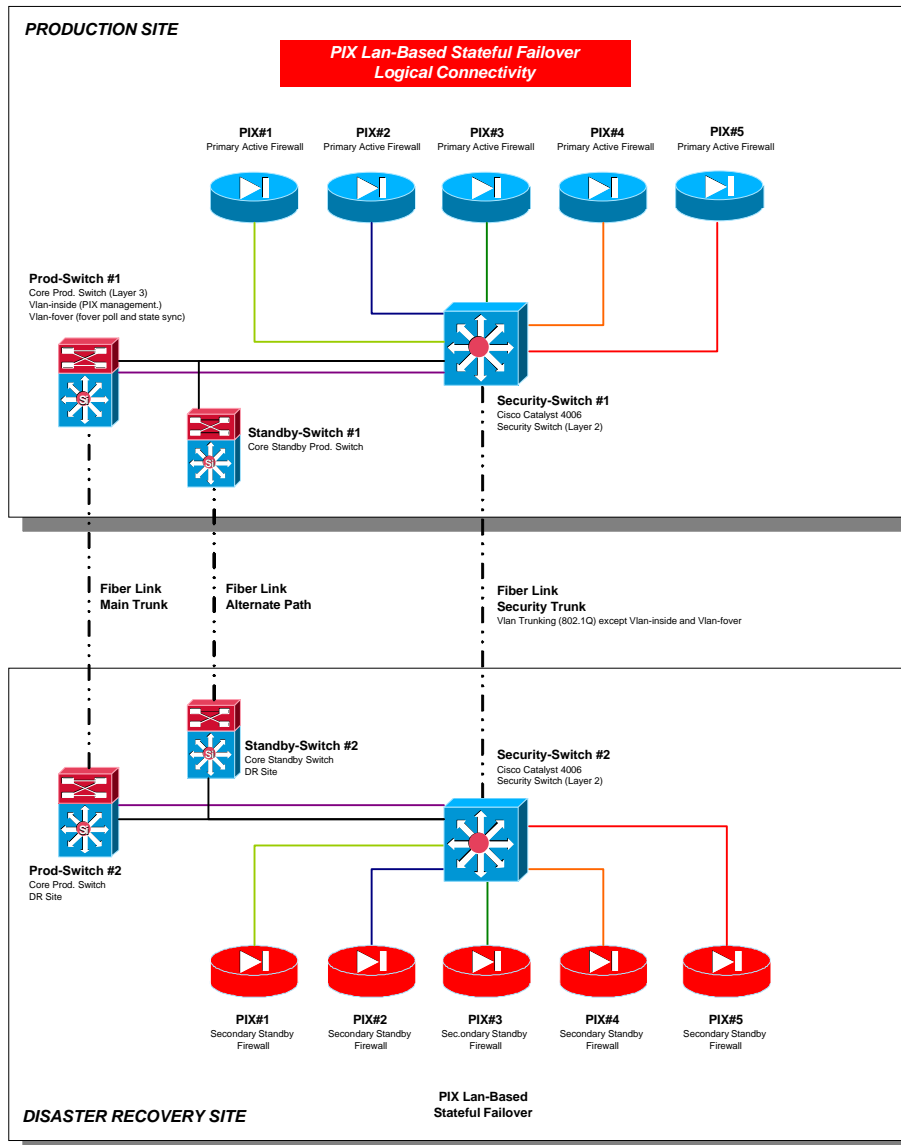 PRODUCTION SITE
PIX Lan-Based Stateful Failover
Logical Connectivity
PIX#1
Primary Active Firewall
PIX#2
Primary Active Firewall
PIX#3
Primary Active Firewall
PIX#4
Primary Active Firewall
PIX#5
Primary Active Firewall
Prod-Switch #1
Core Prod. Switch (Layer 3)
Vlan-inside (PIX management.)
Vlan-fover (fover poll and state sync)
Si
Security-Switch #1
Cisco Catalyst 4006
Security Switch (Layer 2)
Standby-Switch #1
Core Standby Prod. Switch
Si
Fiber Link
Main Trunk
Fiber Link
Alternate Path
Fiber Link
Security Trunk
Vlan Trunking (802.1Q) except Vlan-inside and Vlan-fover
Standby-Switch #2
Core Standby Switch
DR Site
Si
Security-Switch #2
Cisco Catalyst 4006
Security Switch (Layer 2)
Si
Prod-Switch #2
Core Prod. Switch
DR Site
PIX#1
Secondary Standby
Firewall
PIX#2
Secondary Standby
Firewall
PIX#3
Sec.ondary Standby
Firewall
PIX#4
Secondary Standby
Firewall
PIX#5
Secondary Standby
Firewall
PIX Lan-Based
Stateful Failover
DISASTER RECOVERY SITE